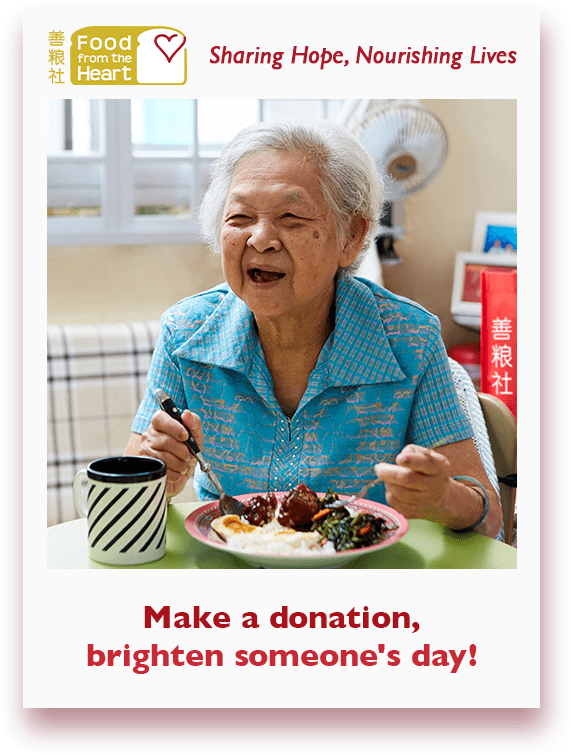 善粮社
Food
from the
Heart
Sharing Hope, Nourishing Lives
善粮社
Make a donation,
brighten someone's day!